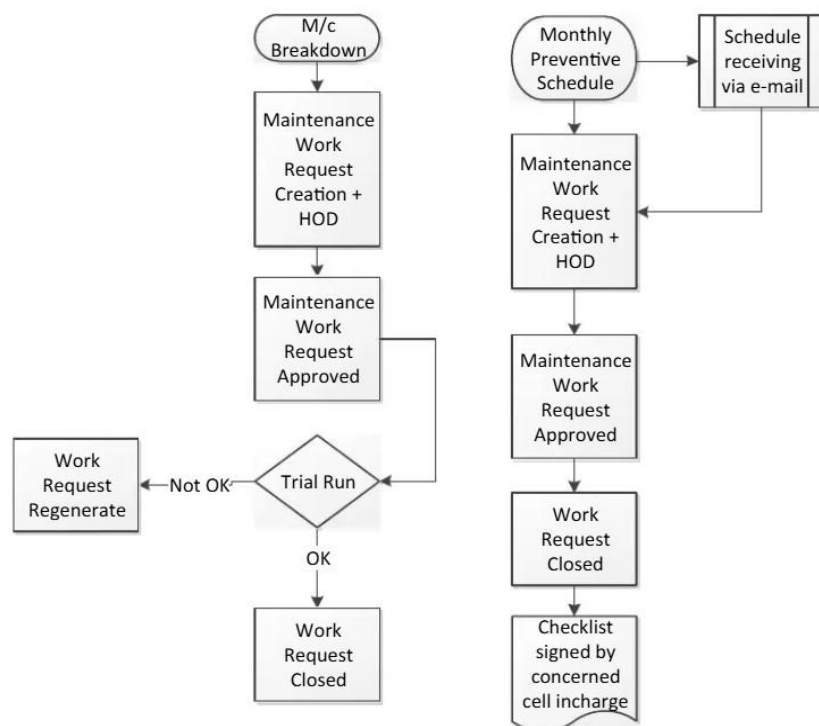 M/c
Breakdown
Maintenance
Work
Request
Creation +
HOD
Maintenance
Work
Request
Approved
Trial Run
Not OK
Work
Request
Regenerate
OK
Work
Request
Closed
Monthly
Preventive
Schedule
Schedule
receiving
via e-mail
Maintenance
Work
Request
Creation +
HOD
Maintenance
Work
Request
Approved
Work
Request
Closed
Checklist
signed by
concerned
cell incharge